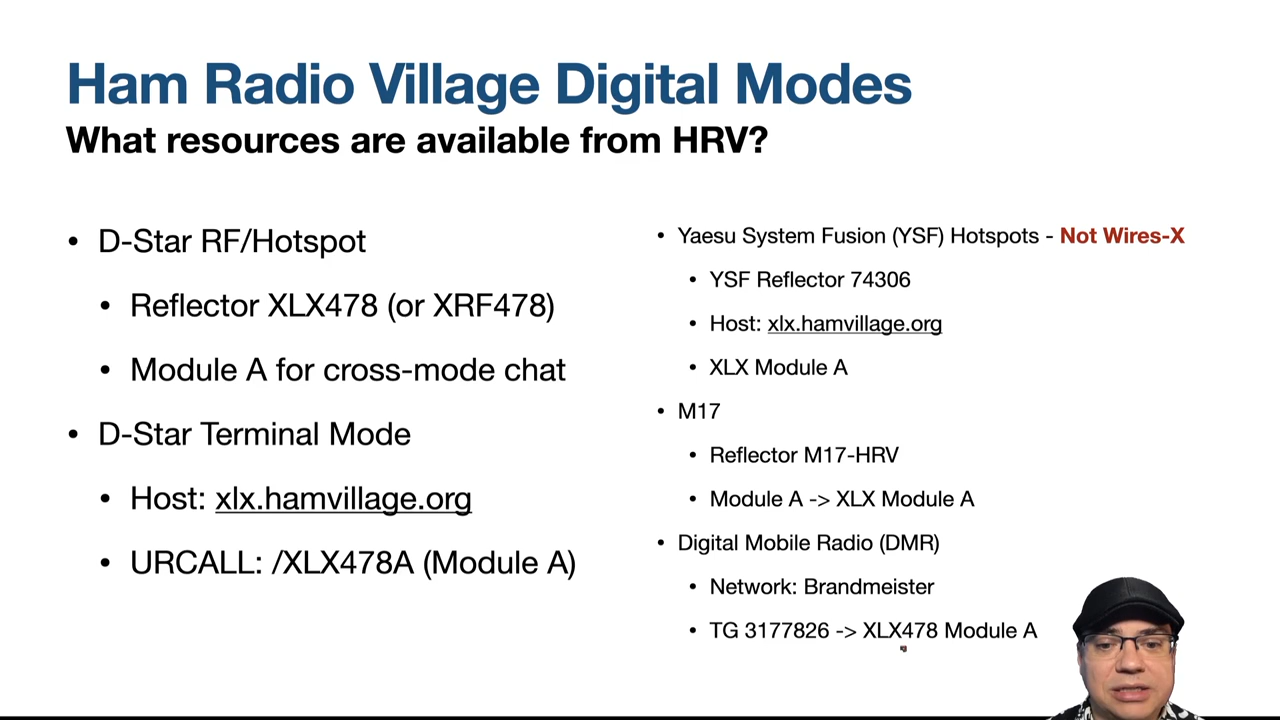 Ham Radio Village Digital Modes
What resources are available from HRV?
• D-Star RF/Hotspot
• Reflector XLX478 (or XRF478)
• Module A for cross-mode chat
• D-Star Terminal Mode
• Host: xlx.hamvillage.org
• URCALL: /XLX478A (Module A)
• Yaesu System Fusion (YSF) Hotspots - Not Wires-X
• YSF Reflector 74306
• Host: xlx.hamvillage.org
• XLX Module A
• M17
• Reflector M17-HRV
• Module A -> XLX Module A
• Digital Mobile Radio (DMR)
• Network: Brandmeister
• TG 3177826 -> XLX478 Module A